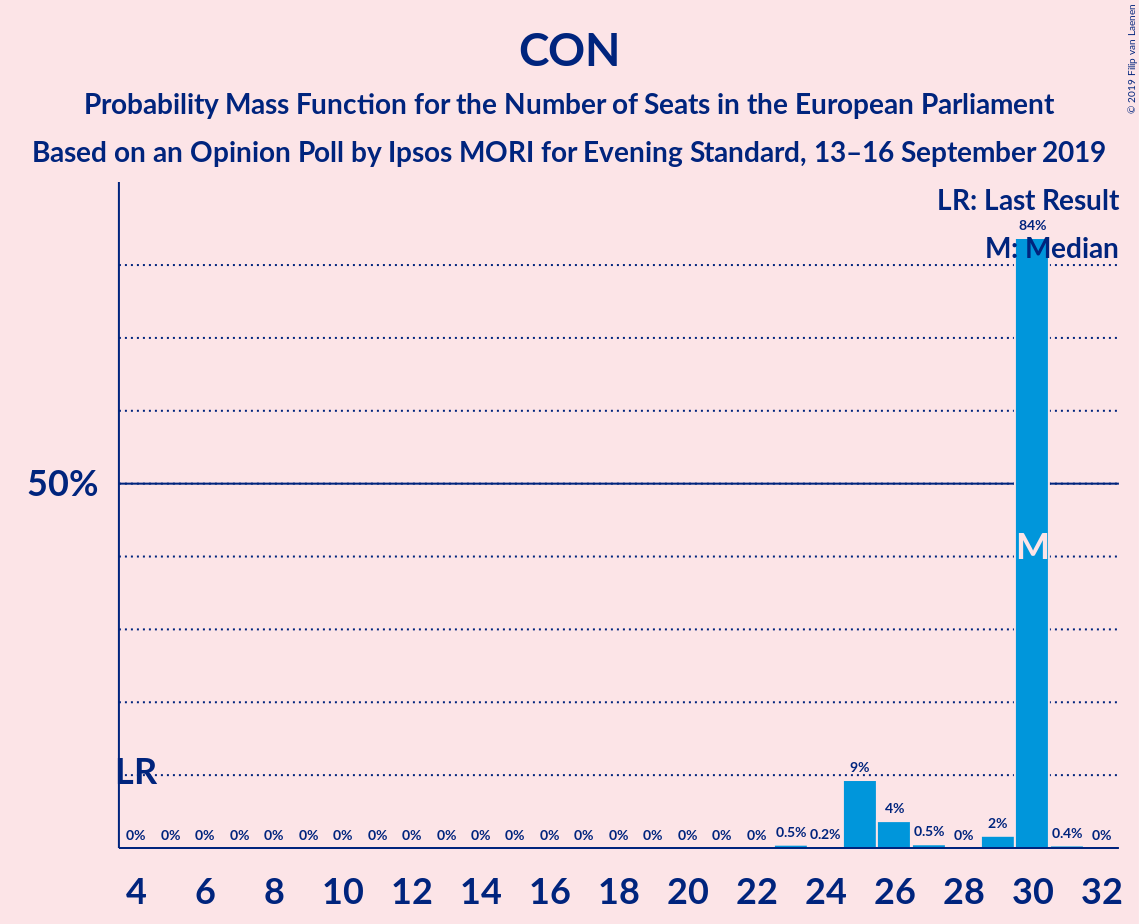 CON
Probability Mass Function for the Number of Seats in the European Parliament
Based on an Opinion Poll by Ipsos MORI for Evening Standard, 13–16 September 2019
© 2019 Filip van Laenen
LR: Last Result
84%
M: Median
50%
M
LR
9%
4%
2%
0% 0% 0% 0% 0% 0% 0% 0% 0% 0% 0% 0% 0% 0% 0% 0% 0% 0% 0% 0.5% 0.2% 0.5% 0% 0.4% 0%
4 6 8 10 12 14 16 18 20 22 24 26 28 30 32